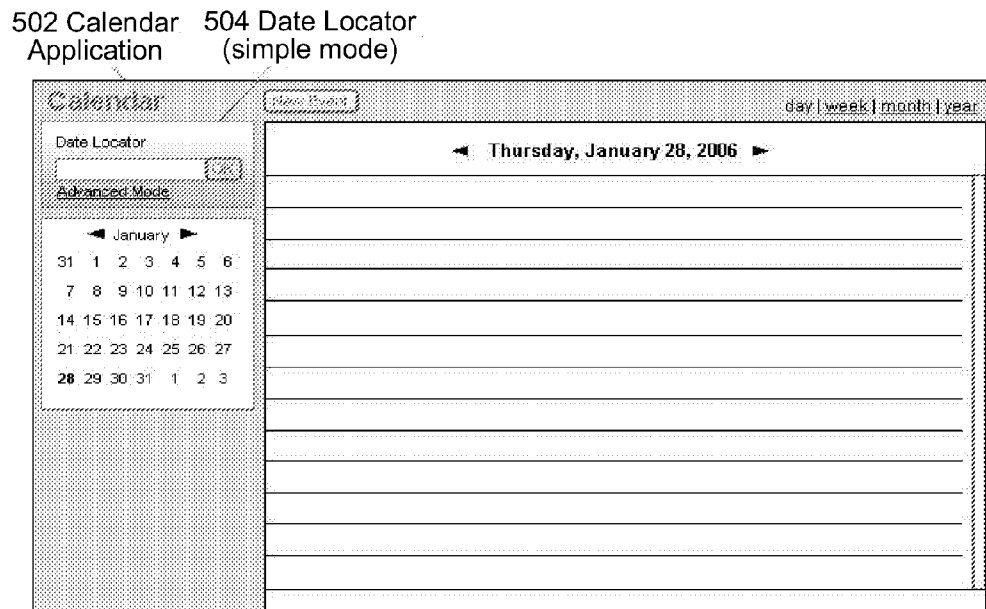 502 Calendar Application
504 Date Locator (simple mode)
Calendar
New Event
day | week | month | year
Date Locator
OK
Advanced Mode
◄ Thursday, January 28, 2006 ►
◄ January ►
31 1 2 3 4 5 6
7 8 9 10 11 12 13
14 15 16 17 18 19 20
21 22 23 24 25 26 27
28 29 30 31 1 2 3